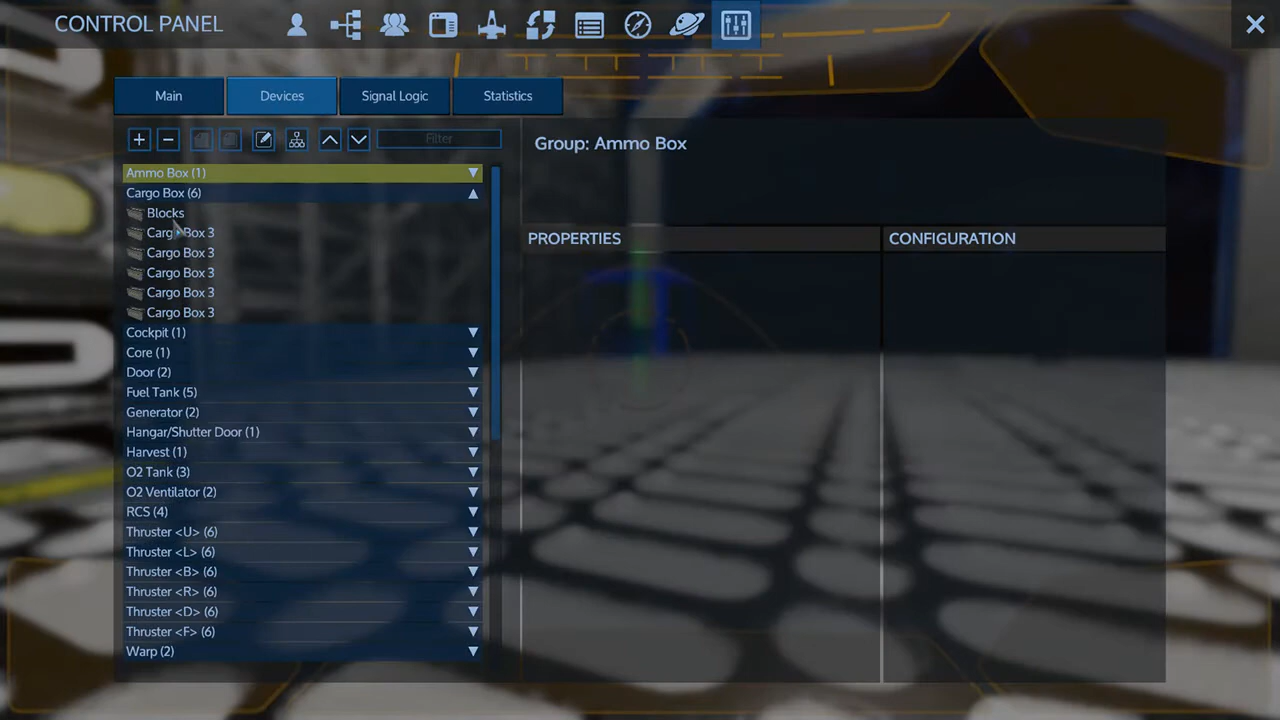 CONTROL PANEL
Main
Devices
Signal Logic
Statistics
Filter
Group: Ammo Box
Ammo Box (1)
Cargo Box (6)
Blocks
Cargo Box 3
Cargo Box 3
Cargo Box 3
Cargo Box 3
Cargo Box 3
Cockpit (1)
Core (1)
Door (2)
Fuel Tank (5)
Generator (2)
Hangar/Shutter Door (1)
Harvest (1)
O2 Tank (3)
O2 Ventilator (2)
RCS (4)
Thruster <U> (6)
Thruster <L> (6)
Thruster <B> (6)
Thruster <R> (6)
Thruster <D> (6)
Thruster <F> (6)
Warp (2)
PROPERTIES
CONFIGURATION